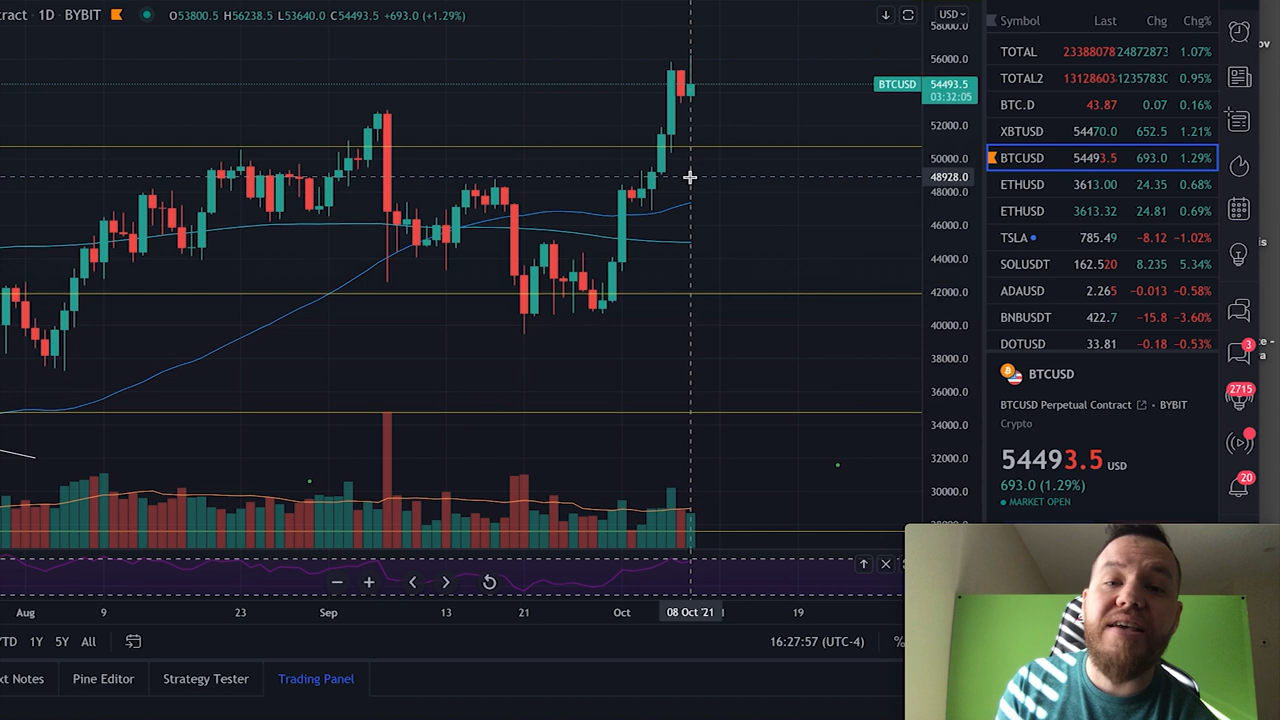 ract · 1D · BYBIT O53800.5 H56238.5 L53640.0 C54493.5 +693.0 (+1.29%)
USD
58000.0
56000.0
BTCUSD 54493.5
03:32:05
52000.0
50000.0
48928.0
48000.0
46000.0
44000.0
42000.0
40000.0
38000.0
36000.0
34000.0
32000.0
30000.0
Aug 9 23 Sep 13 21 Oct 08 Oct '21 19
YTD 1Y 5Y All 16:27:57 (UTC-4) %
xt Notes Pine Editor Strategy Tester Trading Panel
Symbol Last Chg Chg%
TOTAL 23388078 24872873 1.07%
TOTAL2 13128603 12357830 0.95%
BTC.D 43.87 0.07 0.16%
XBTUSD 54470.0 652.5 1.21%
BTCUSD 54493.5 693.0 1.29%
ETHUSD 3613.00 24.35 0.68%
ETHUSD 3613.32 24.81 0.69%
TSLA 785.49 −8.12 −1.02%
SOLUSDT 162.520 8.235 5.34%
ADAUSD 2.265 −0.013 −0.58%
BNBUSDT 422.7 −15.8 −3.60%
DOTUSD 33.81 −0.18 −0.53%
BTCUSD
BTCUSD Perpetual Contract • BYBIT
Crypto
54493.5 USD
693.0 (1.29%)
MARKET OPEN
3
2715
20
ov
is